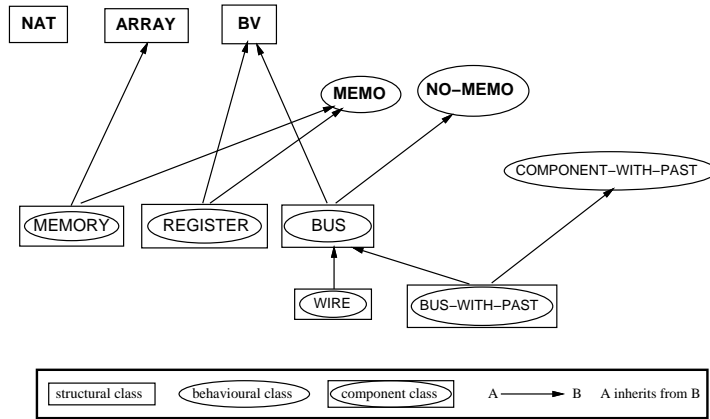 NAT
ARRAY
BV
MEMO
NO−MEMO
COMPONENT−WITH−PAST
MEMORY
REGISTER
BUS
WIRE
BUS−WITH−PAST
structural class
behavioural class
component class
A
B
A inherits from B